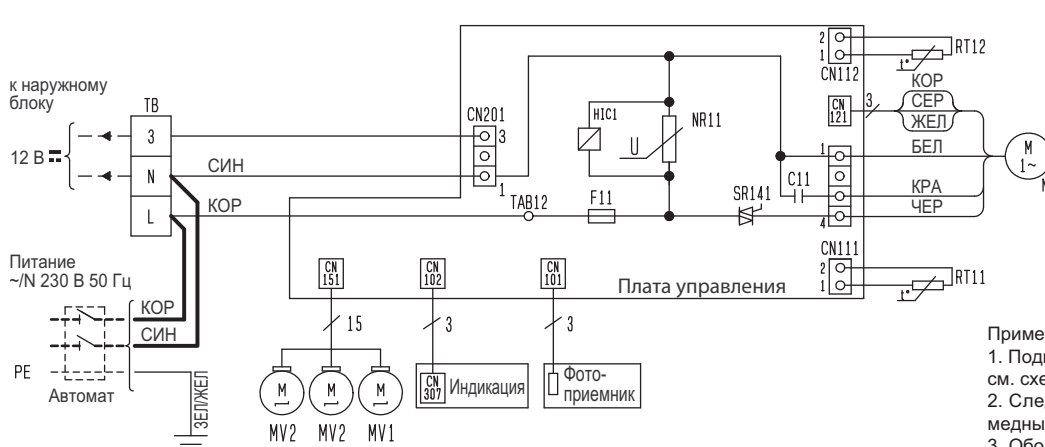 к наружному
блоку
TB
3
12 В
N
L
СИН
КОР
CN201
3
1
TAB12
F11
HIC1
U
NR11
SR141
C11
2
1
CN112
t°
RT12
CN
121
3
КОР
СЕР
ЖЕЛ
1
БЕЛ
КРА
ЧЕР
4
M
1~
CN111
2
1
t°
RT11
Плата управления
Питание
~/N 230 В 50 Гц
КОР
СИН
PE
Автомат
ЗЕЛ/ЖЕЛ
CN
151
15
M
M
M
MV2
MV2
MV1
CN
102
3
CN
307
Индикация
CN
101
3
Фото-
приемник
Приме
1. Подк
см. схе
2. След
медны
3. Обо